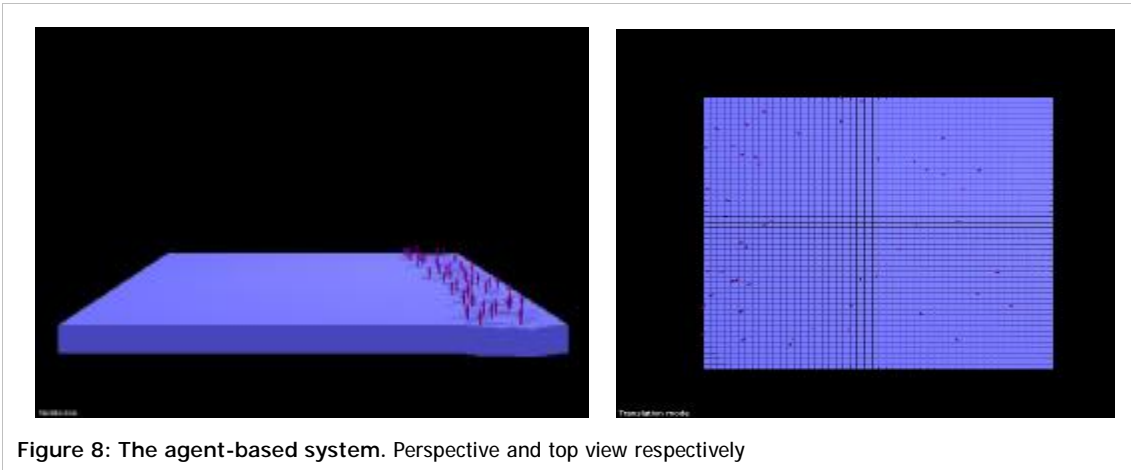 Translation mode
Figure 8: The agent-based system. Perspective and top view respectively